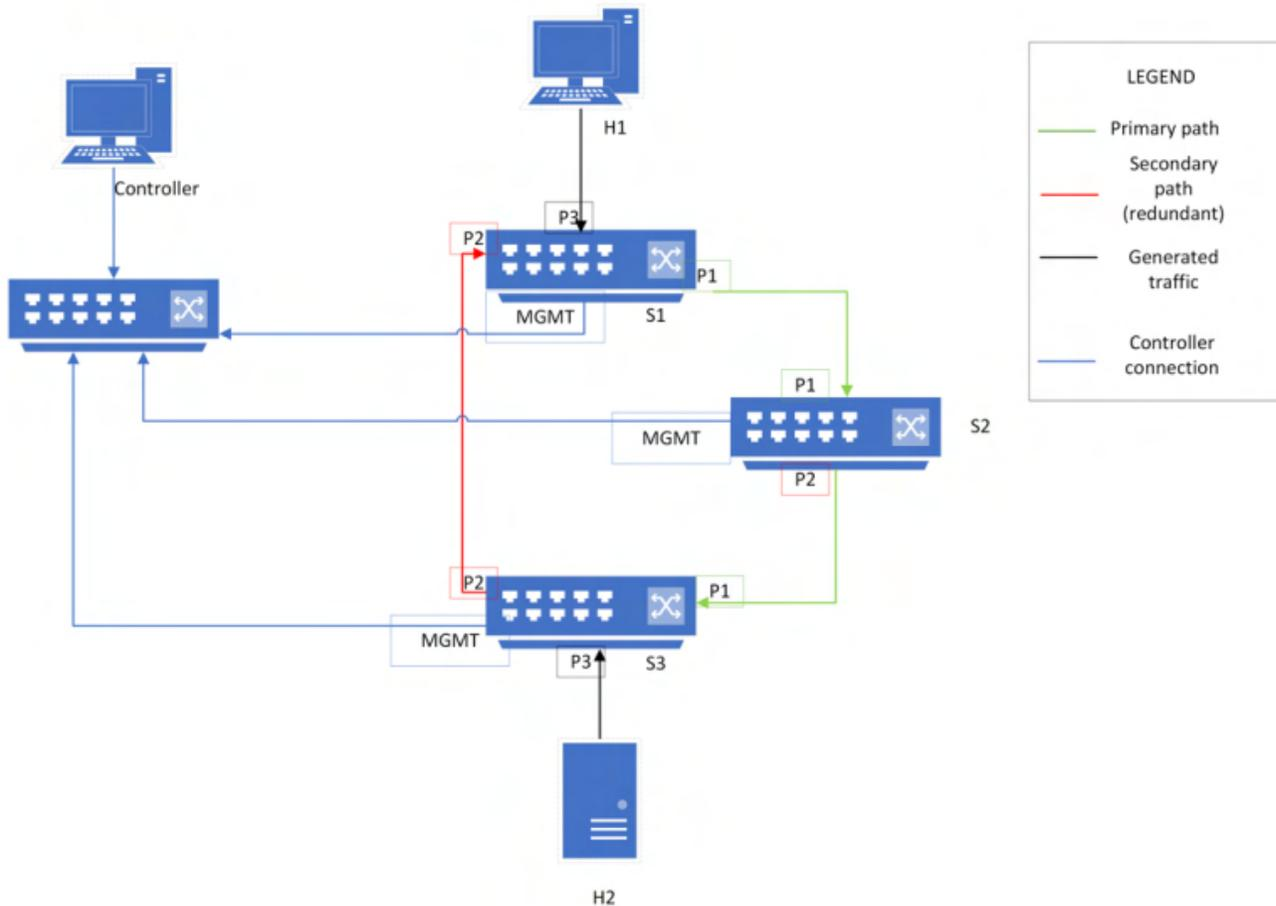 LEGEND
Primary path
Secondary
path
(redundant)
Generated
traffic
Controller
connection
H1
Controller
P3
P2
P1
MGMT
S1
P1
S2
MGMT
P2
P2
P1
MGMT
P3
S3
H2